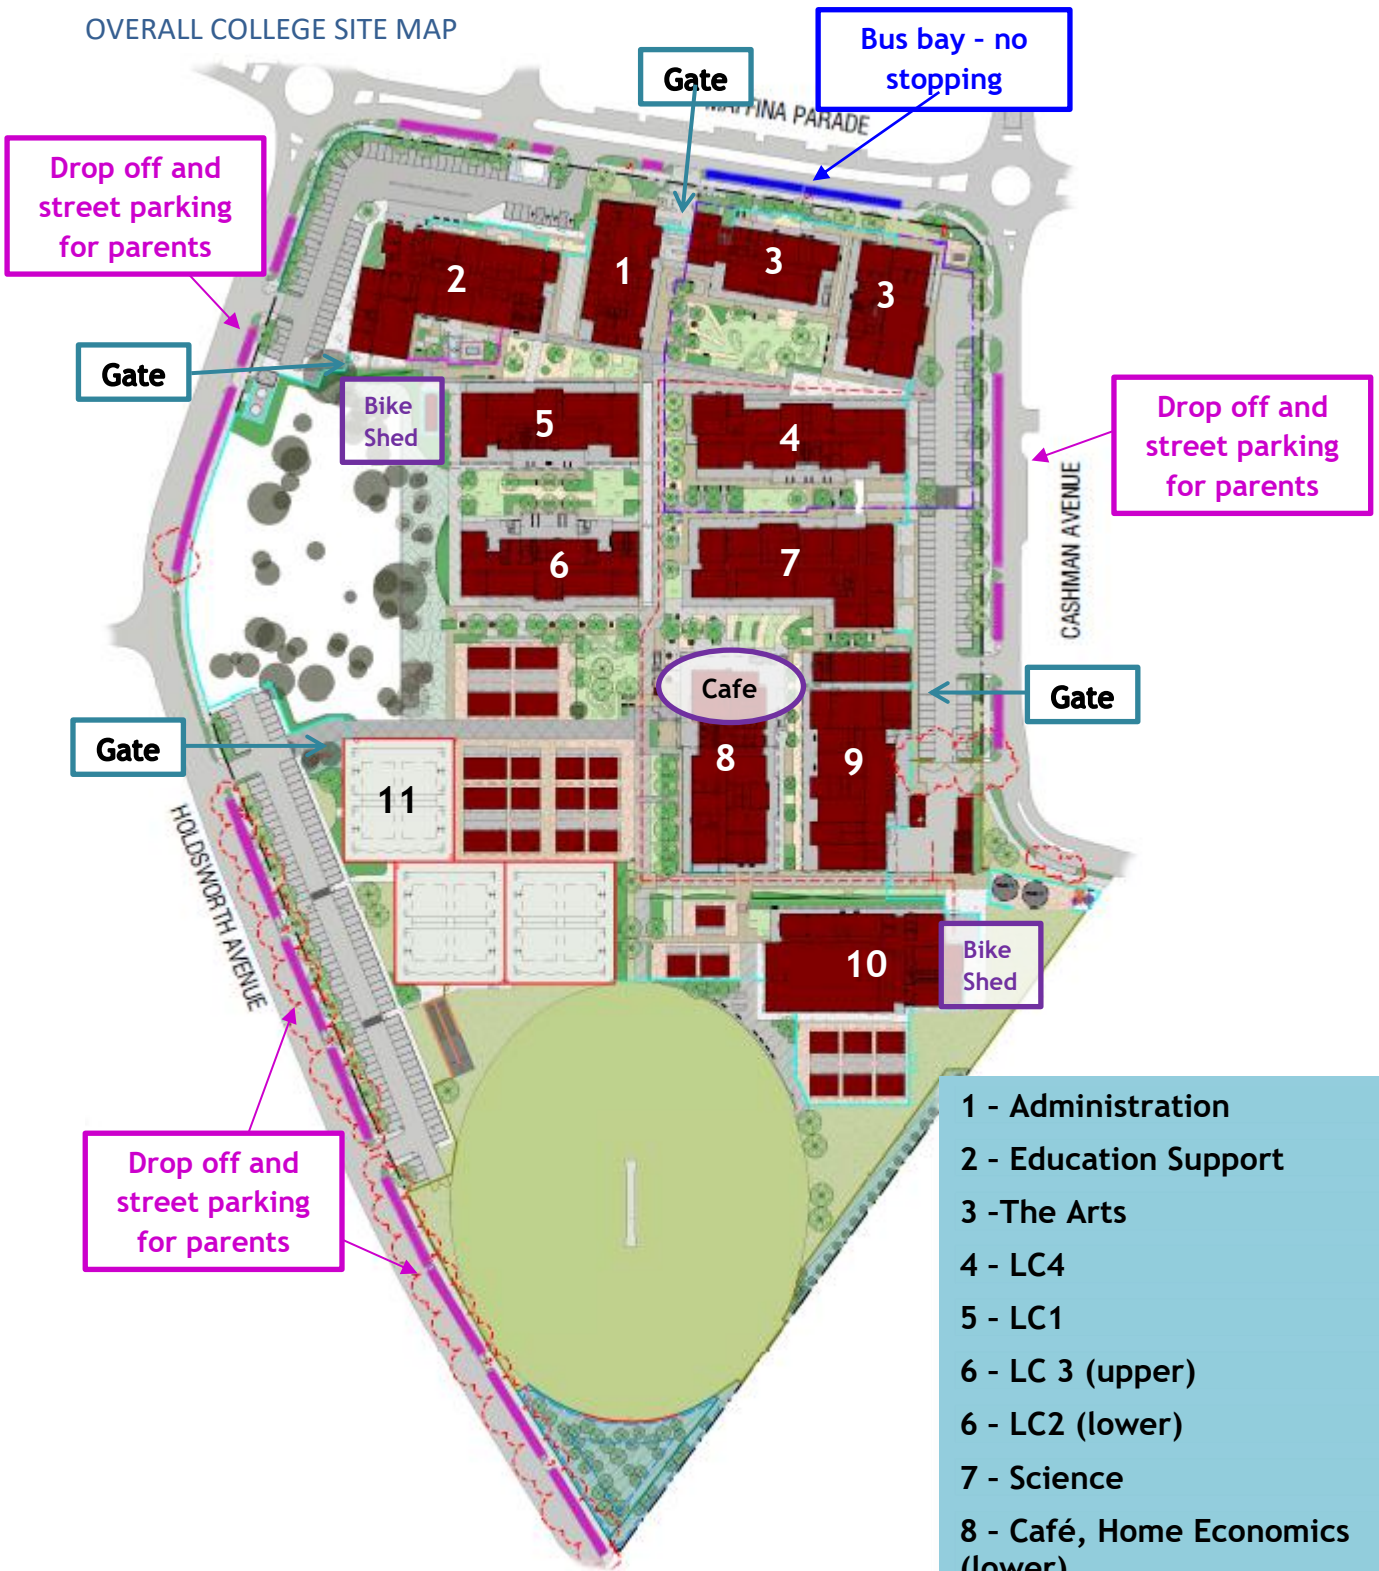 OVERALL COLLEGE SITE MAP
Gate
Bus bay – no
stopping
PARADE
Drop off and
street parking
for parents
2
1
3
3
Gate
Bike
Shed
5
4
Drop off and
street parking
for parents
CASHMAN AVENUE
6
7
Cafe
Gate
Gate
8
9
11
HOLDSWORTH AVENUE
10
Bike
Shed
Drop off and
street parking
for parents
1 – Administration
2 – Education Support
3 –The Arts
4 – LC4
5 – LC1
6 – LC 3 (upper)
6 – LC2 (lower)
7 – Science
8 – Café, Home Economics
(lower)